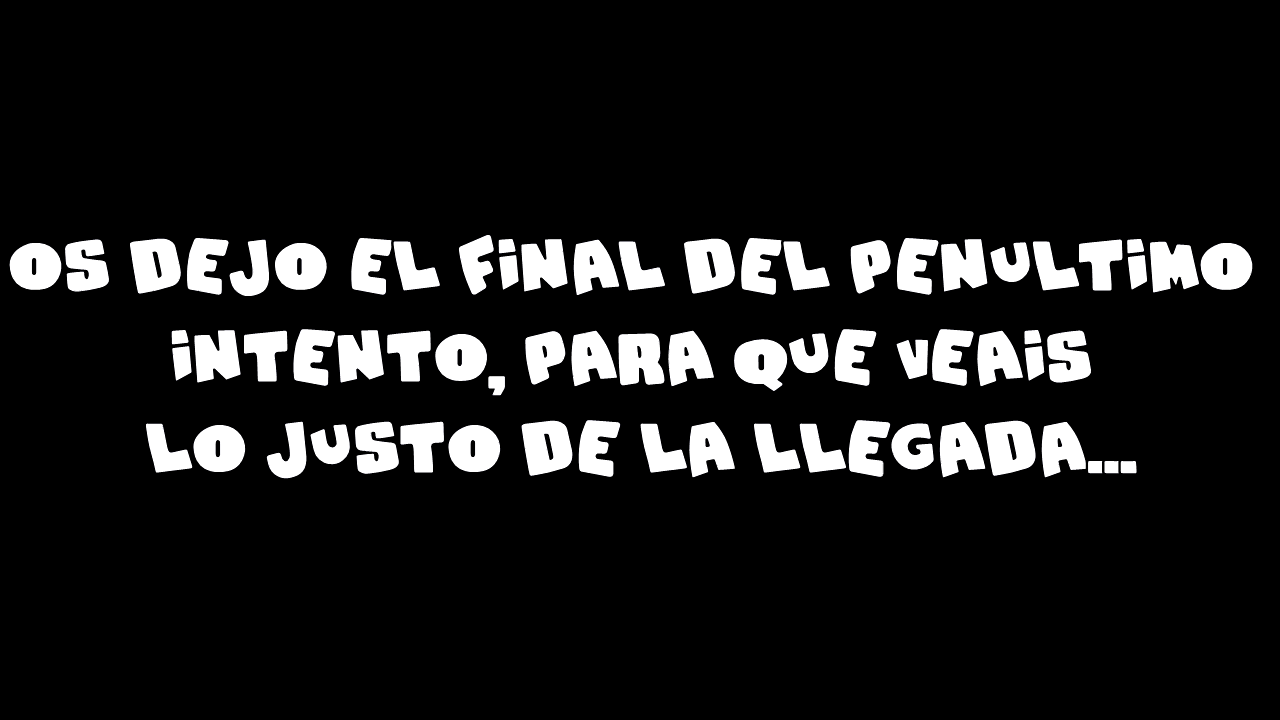 OS DEJO EL FINAL DEL PENULTIMO
INTENTO, PARA QUE VEAIS
LO JUSTO DE LA LLEGADA...